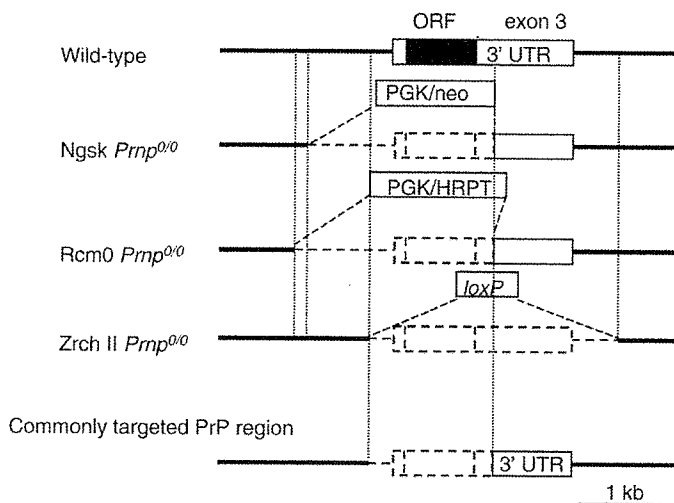 ORF exon 3
Wild-type
3' UTR
PGK/neo
Ngsk Prnp0/0
PGK/HRPT
Rcm0 Prnp0/0
loxP
Zrch II Prnp0/0
Commonly targeted PrP region
3' UTR
1 kb